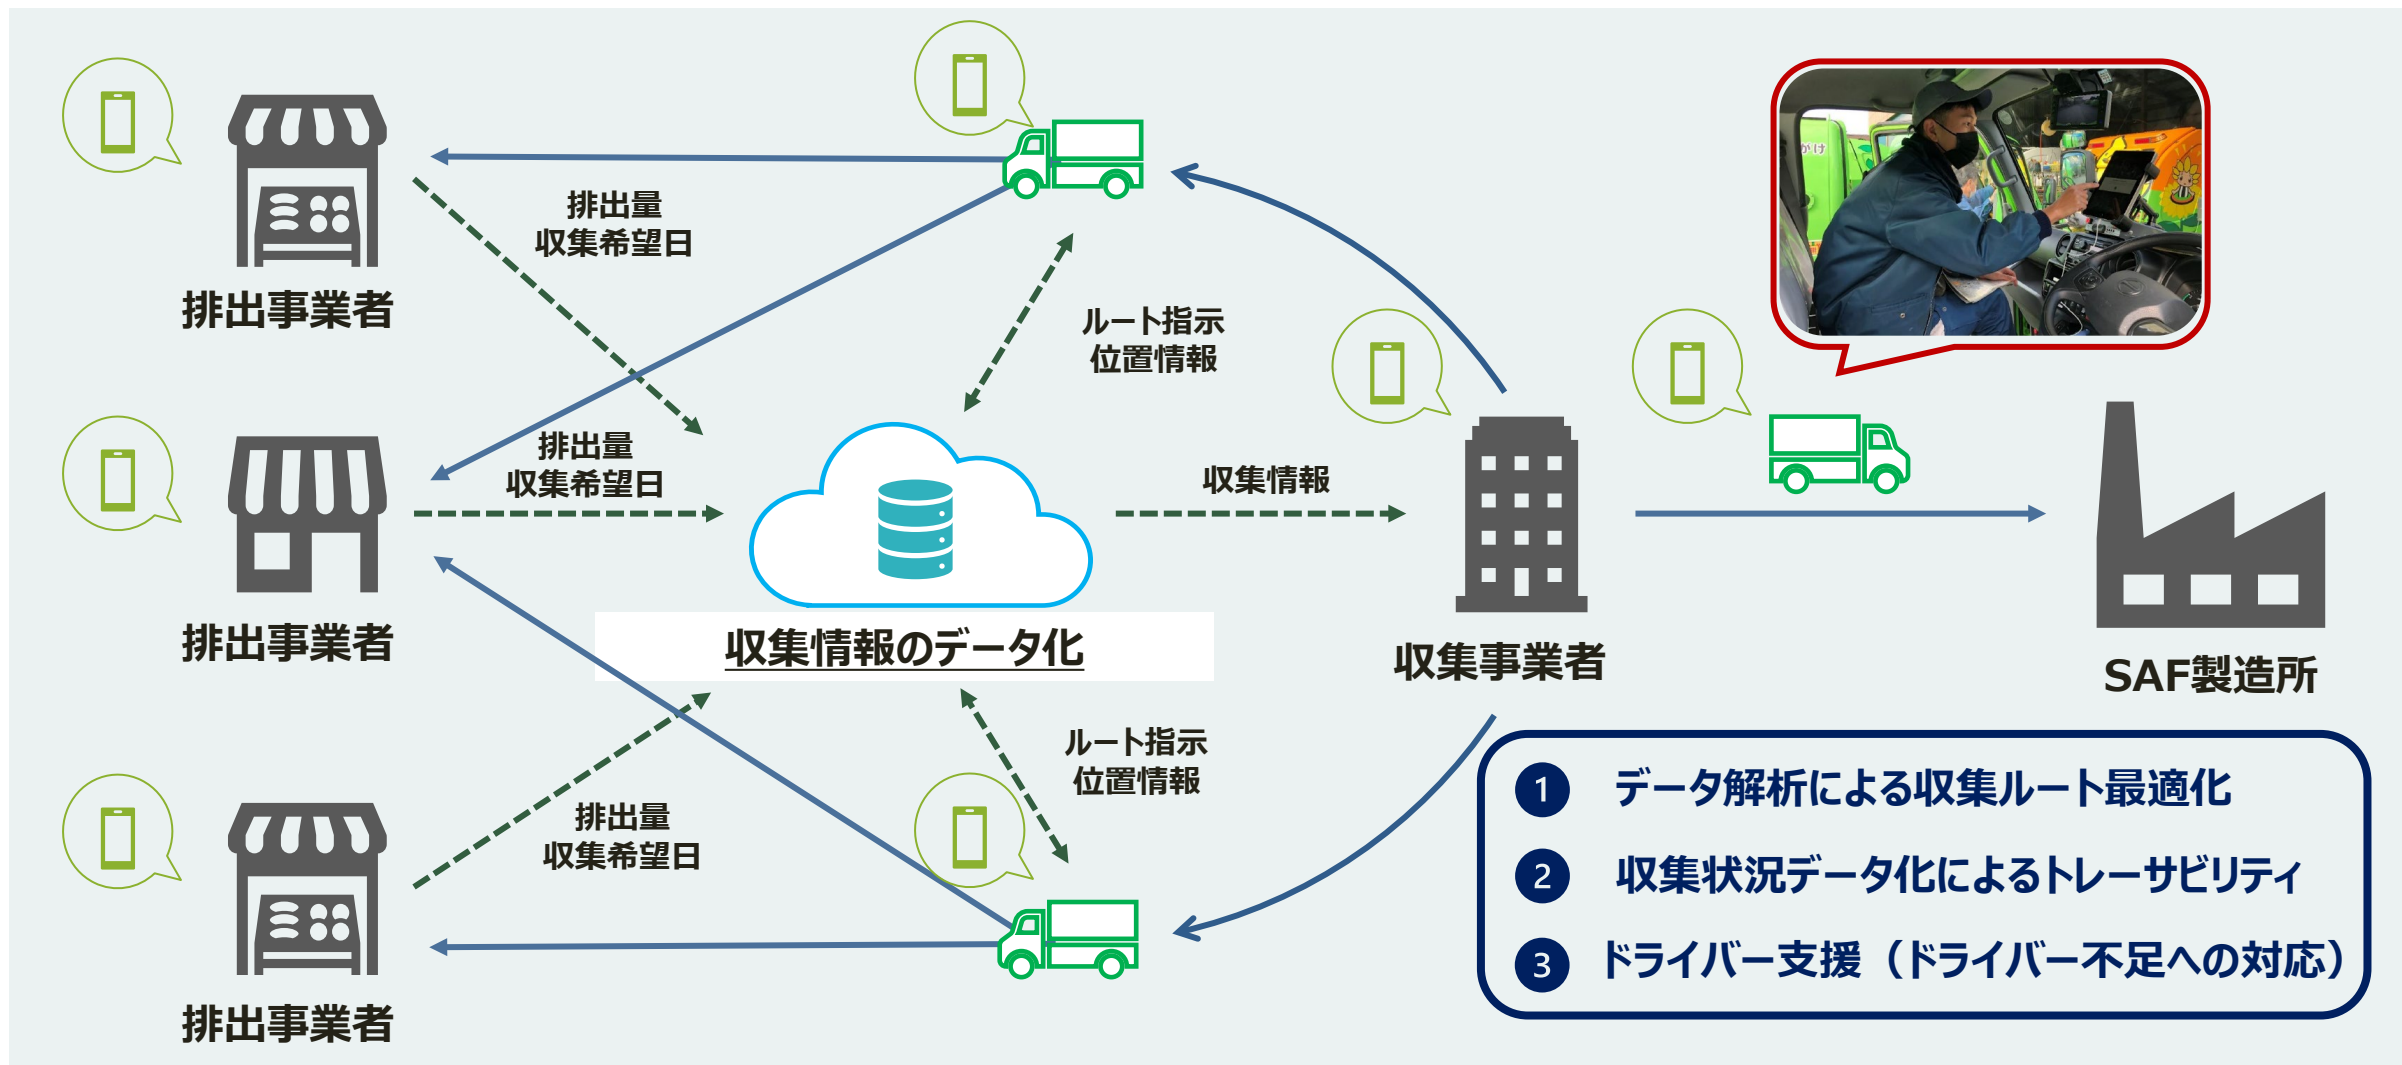 排出事業者
排出量
収集希望日
ルート指示
位置情報
排出事業者
排出量
収集希望日
収集情報のデータ化
収集情報
収集事業者
SAF製造所
排出事業者
排出量
収集希望日
ルート指示
位置情報
1 データ解析による収集ルート最適化
2 収集状況データ化によるトレーサビリティ
3 ドライバー支援（ドライバー不足への対応）
かけ